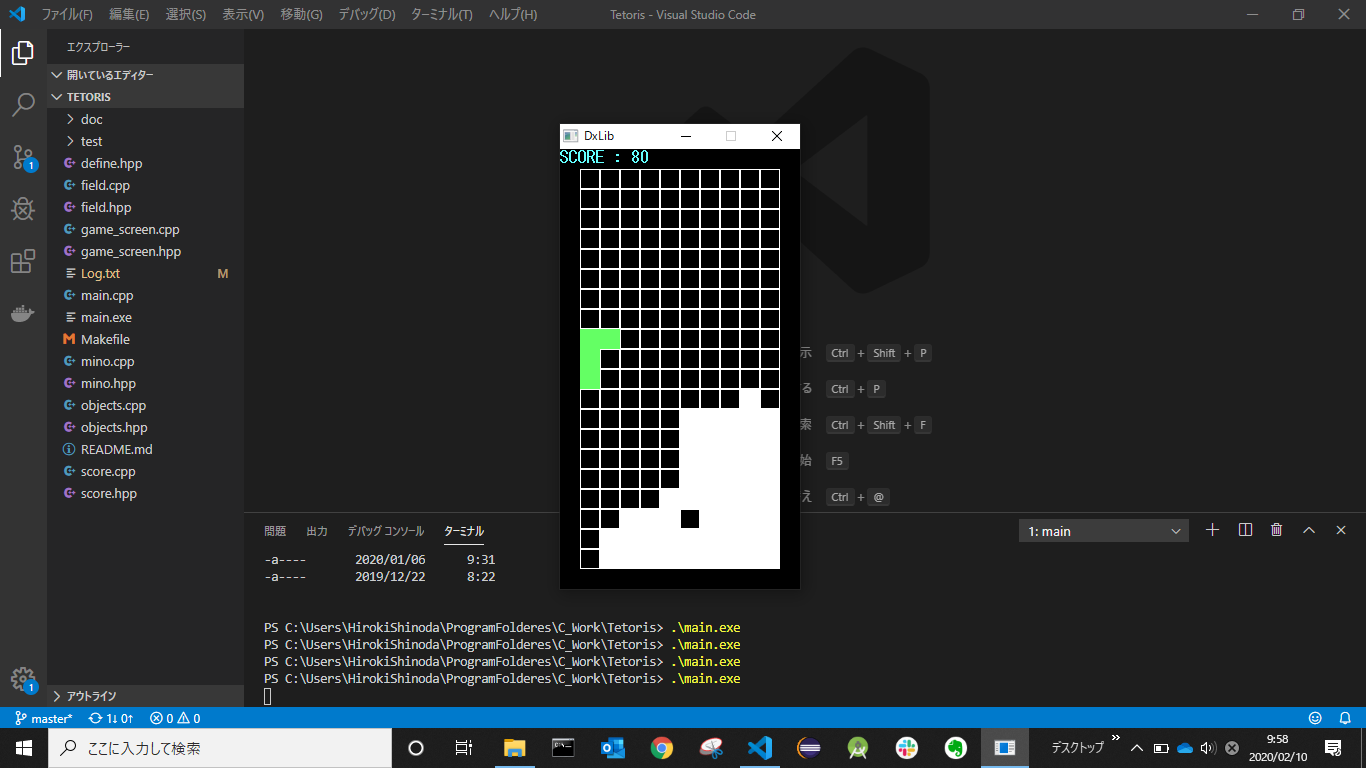 ファイル(F) 編集(E) 選択(S) 表示(V) 移動(G) デバッグ(D) ターミナル(T) ヘルプ(H) Tetoris - Visual Studio Code
エクスプローラー
開いているエディター
TETORIS
doc
test
define.hpp
field.cpp
field.hpp
game_screen.cpp
game_screen.hpp
Log.txt M
main.cpp
main.exe
Makefile
mino.cpp
mino.hpp
objects.cpp
objects.hpp
README.md
score.cpp
score.hpp
アウトライン
1
1
DxLib
SCORE : 80
示 Ctrl + Shift + P
る Ctrl + P
索 Ctrl + Shift + F
始 F5
え Ctrl + @
問題 出力 デバッグ コンソール ターミナル 1: main
-a---- 2020/01/06 9:31
-a---- 2019/12/22 8:22
PS C:\Users\HirokiShinoda\ProgramFolderes\C_Work\Tetoris> .\main.exe
PS C:\Users\HirokiShinoda\ProgramFolderes\C_Work\Tetoris> .\main.exe
PS C:\Users\HirokiShinoda\ProgramFolderes\C_Work\Tetoris> .\main.exe
PS C:\Users\HirokiShinoda\ProgramFolderes\C_Work\Tetoris> .\main.exe
master* 1↓ 0↑ 0 0
ここに入力して検索
デスクトップ
9:58
2020/02/10